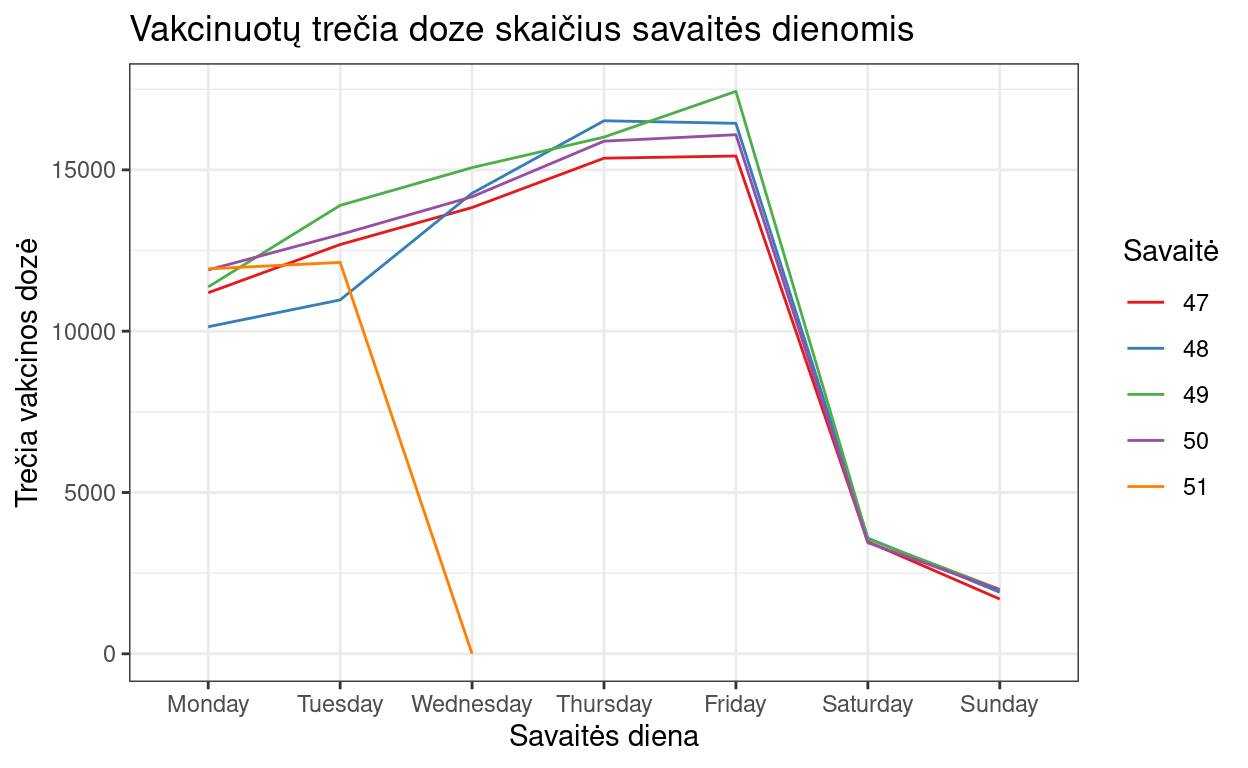 Vakcinuotų trečia doze skaičius savaitės dienomis
Trečia vakcinos dozė
15000
10000
5000
0
Monday Tuesday Wednesday Thursday Friday Saturday Sunday
Savaitės diena
Savaitė
47
48
49
50
51